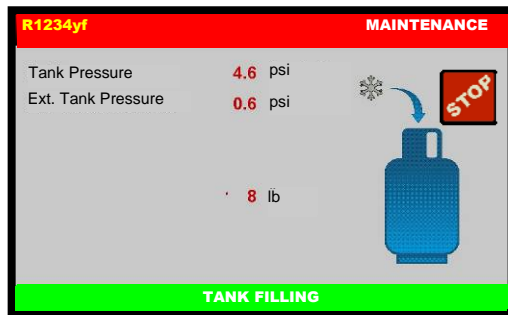 R1234yf MAINTENANCE
Tank Pressure 4.6 psi
Ext. Tank Pressure 0.6 psi
STOP
8 lb
TANK FILLING